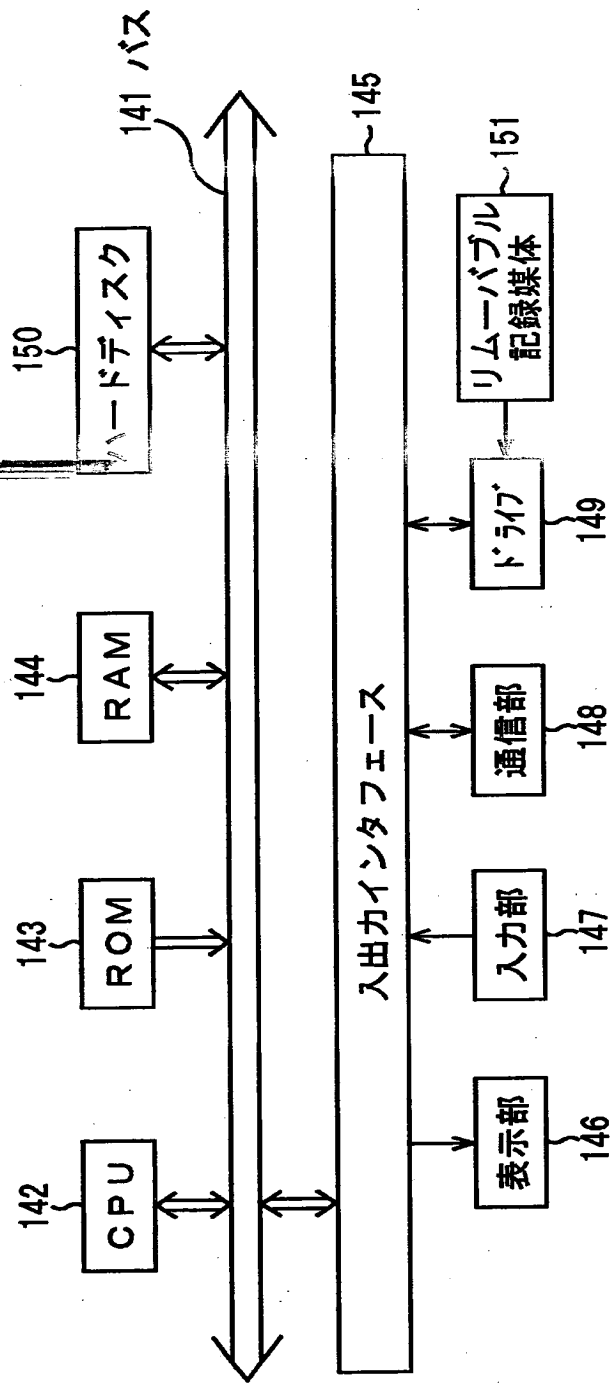 142
CPU
143
ROM
144
RAM
150
ハードディスク
141 バス
入出力インタフェース
145
表示部
146
入力部
147
通信部
148
ドライブ
149
リムーバブル
記録媒体
151